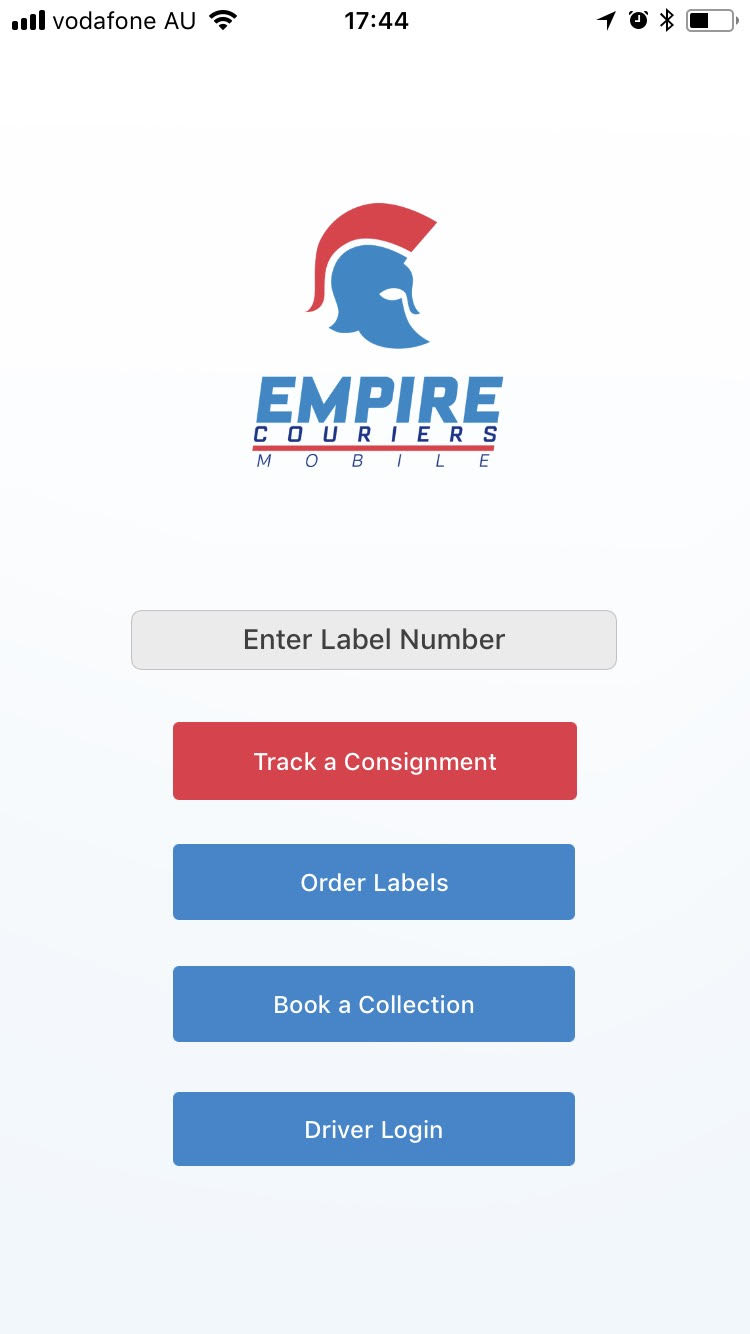 vodafone AU 17:44
EMPIRE
COURIERS
MOBILE
Enter Label Number
Track a Consignment
Order Labels
Book a Collection
Driver Login